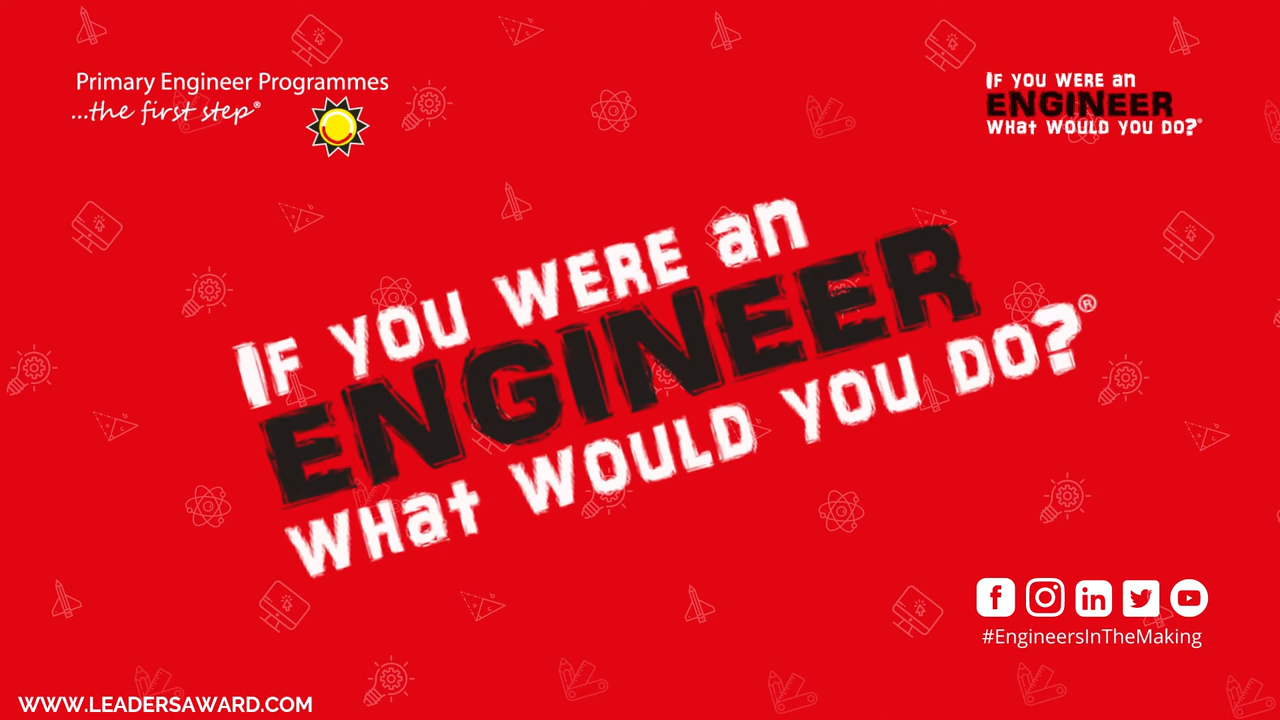 Primary Engineer Programmes
...the first step®
IF YOU WERE an
ENGINEER
WHat WOULD YOU DO?®
IF YOU WERE an
ENGINEER
WHat WOULD YOU DO?®
#EngineersInTheMaking
WWW.LEADERSAWARD.COM